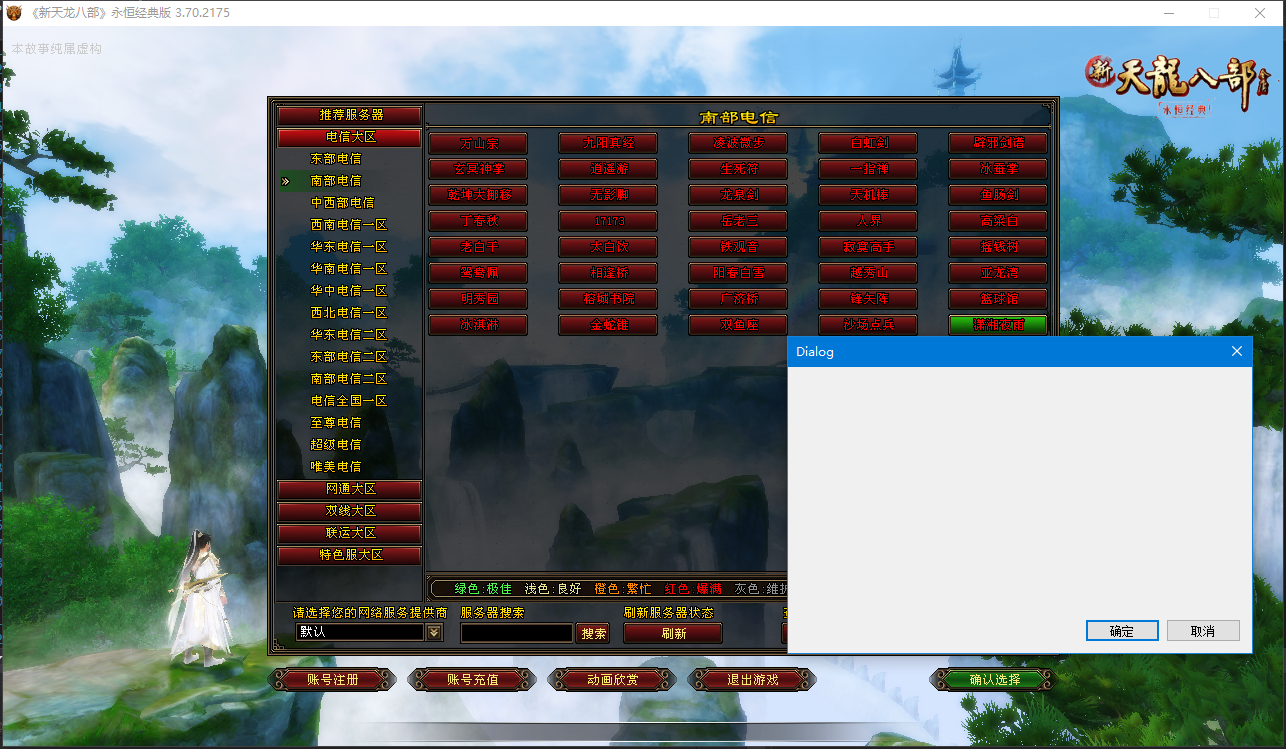 《新天龙八部》永恒经典版 3.70.2175
本故事纯属虚构
新天龍八部
永恒经典
推荐服务器
电信大区
东部电信
» 南部电信
中西部电信
西南电信一区
华东电信一区
华南电信一区
华中电信一区
西北电信一区
华东电信二区
东部电信二区
南部电信二区
电信全国一区
至尊电信
超级电信
唯美电信
网通大区
双线大区
联运大区
特色服大区
南部电信
万山宗 九阳真经 凌波微步 白虹剑 辟邪剑谱
玄冥神掌 逍遥游 生死符 一指禅 冰蚕掌
乾坤大挪移 无影脚 龙泉剑 天机镜 鱼肠剑
丁春秋 17173 岳老三 人界 高粱白
老白干 太白饮 铁观音 寂寞高手 摇钱树
鸳鸯佩 相逢桥 阳春白雪 越秀山 亚龙湾
明秀园 榕城书院 广桥 锋矢阵 篮球馆
冰淇淋 金蛇锥 双鱼座 沙场点兵 潇湘夜雨
绿色:极佳 浅色:良好 橙色:繁忙 红色:爆满 灰色:维护
请选择您的网络服务提供商 服务器搜索 刷新服务器状态
默认 搜索 刷新
Dialog
确定 取消
账号注册 账号充值 动画欣赏 退出游戏 确认选择